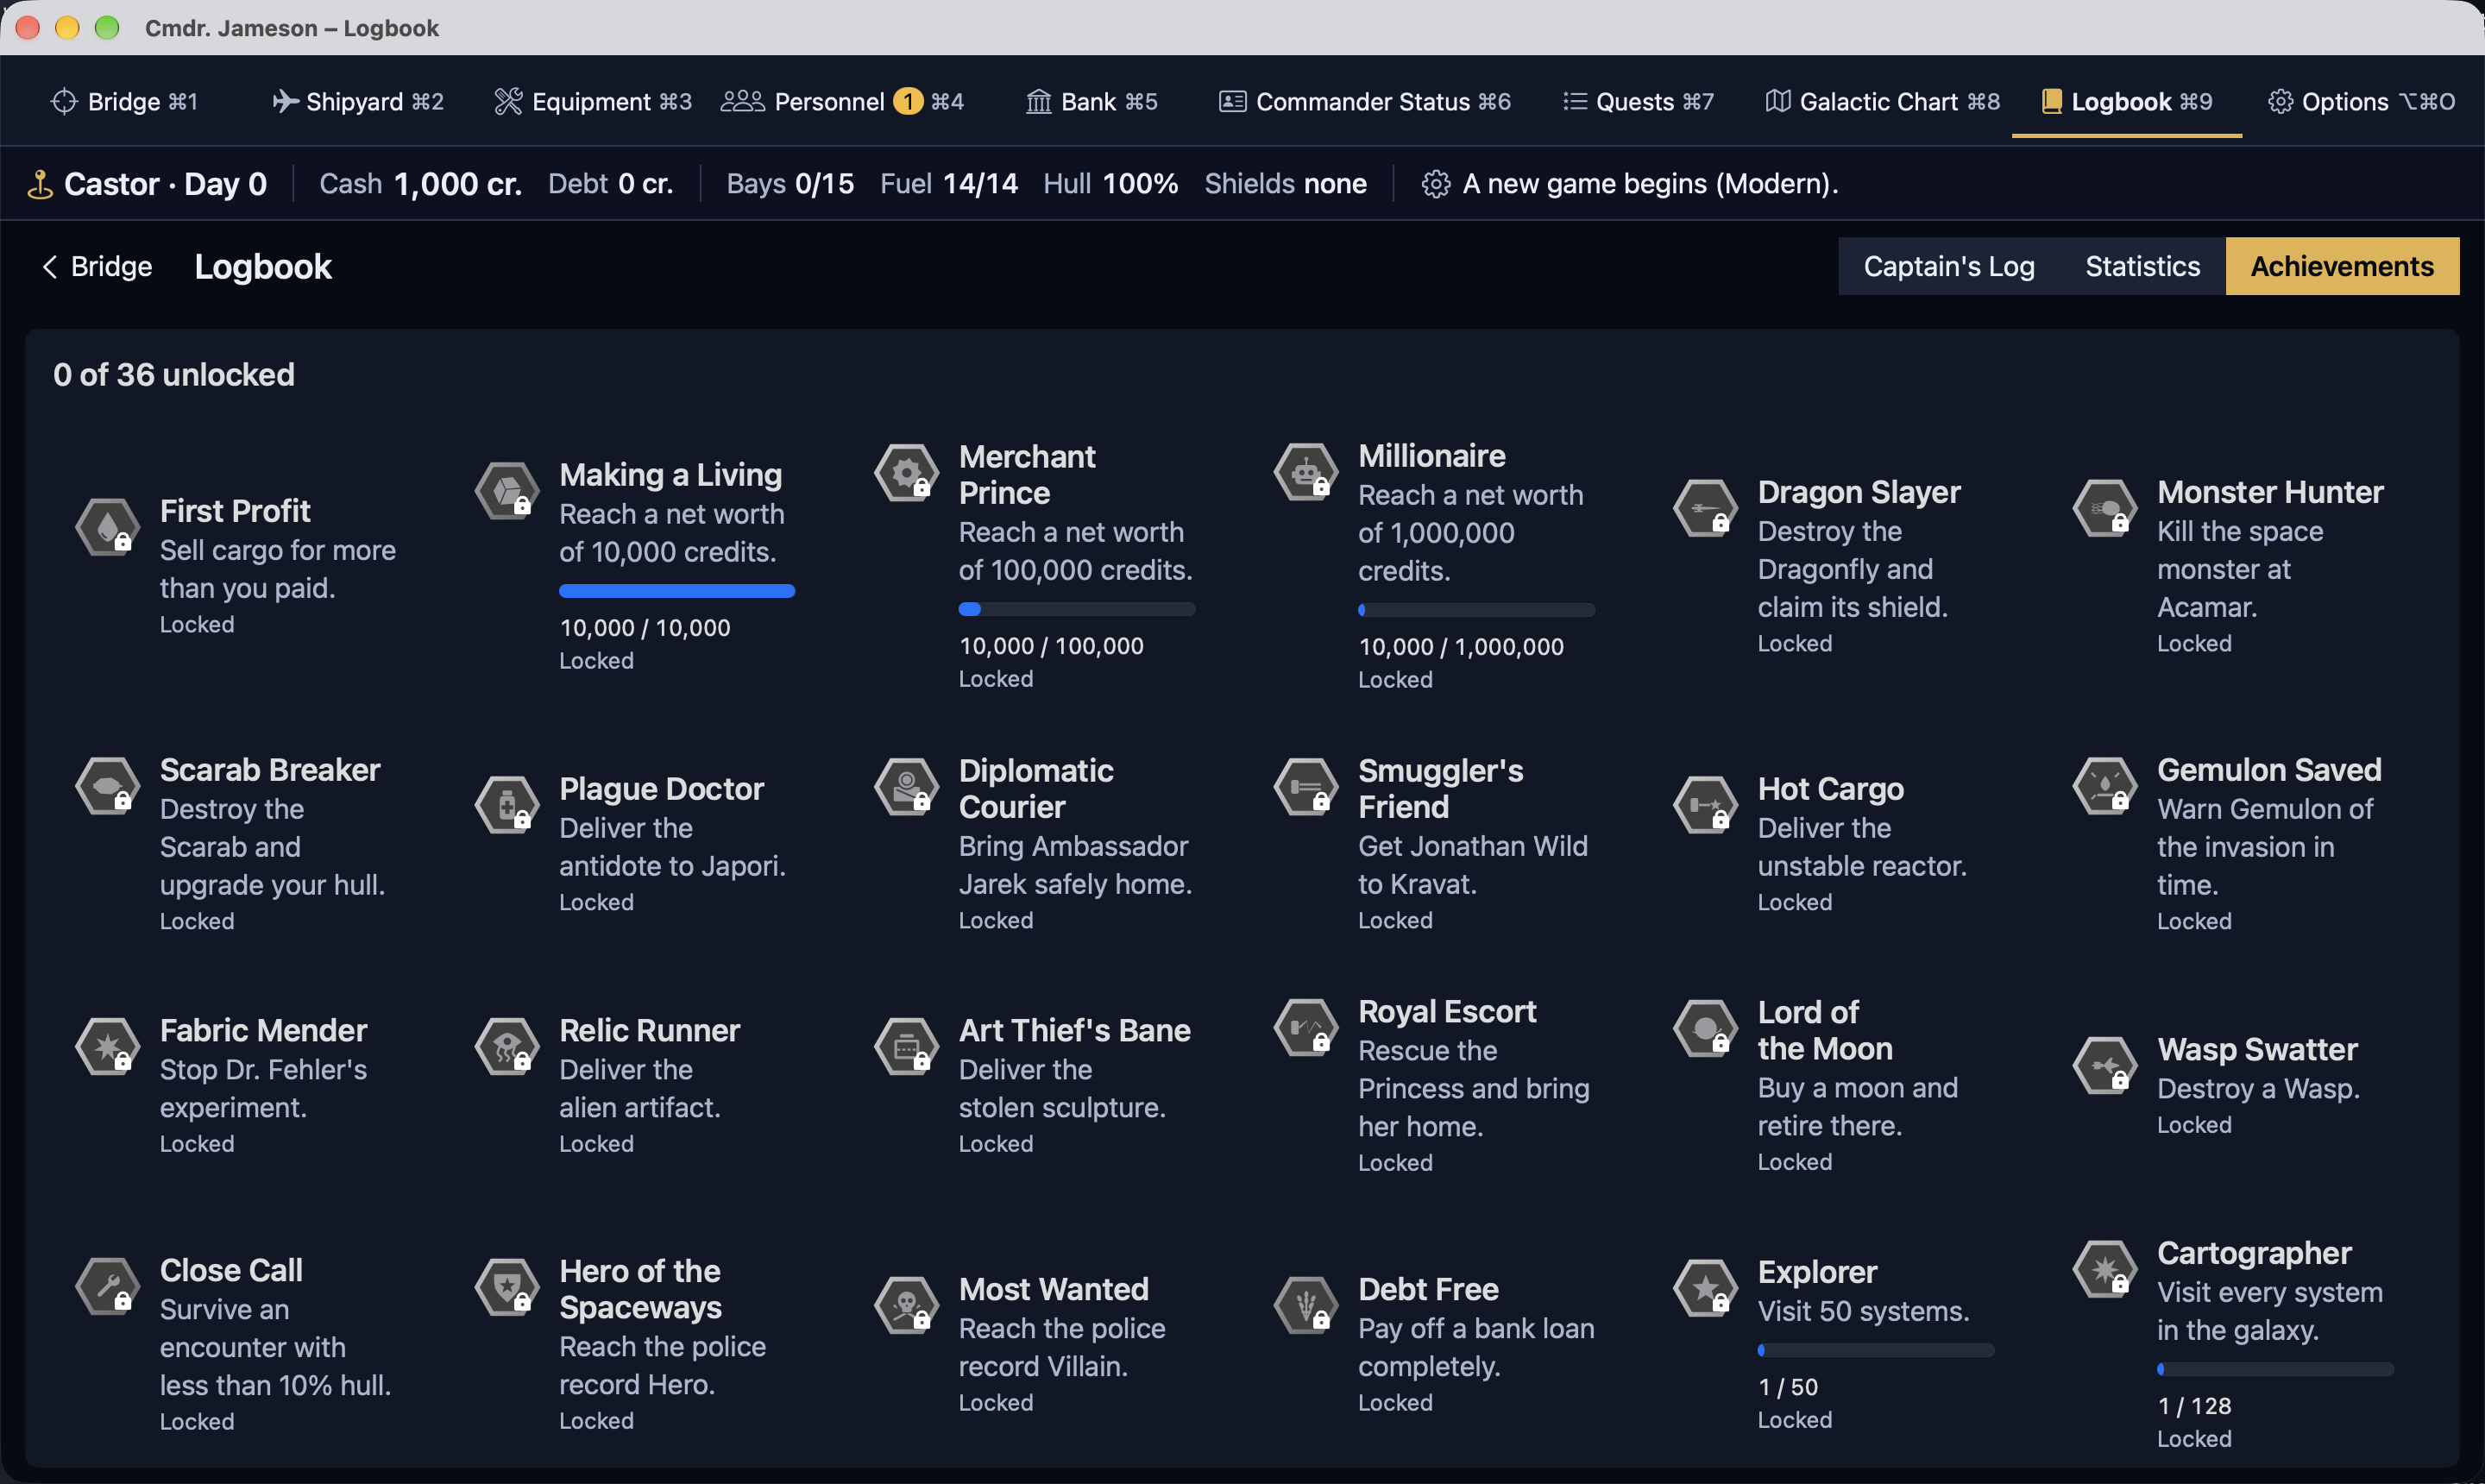 Cmdr. Jameson – Logbook
Bridge ⌘1
Shipyard ⌘2
Equipment ⌘3
Personnel 1 ⌘4
Bank ⌘5
Commander Status ⌘6
Quests ⌘7
Galactic Chart ⌘8
Logbook ⌘9
Options ⌥⌘O
Castor · Day 0
Cash 1,000 cr.
Debt 0 cr.
Bays 0/15
Fuel 14/14
Hull 100%
Shields none
A new game begins (Modern).
Bridge
Logbook
Captain's Log
Statistics
Achievements
0 of 36 unlocked
First Profit
Sell cargo for more
than you paid.
Locked
Making a Living
Reach a net worth
of 10,000 credits.
10,000 / 10,000
Locked
Merchant
Prince
Reach a net worth
of 100,000 credits.
10,000 / 100,000
Locked
Millionaire
Reach a net worth
of 1,000,000
credits.
10,000 / 1,000,000
Locked
Dragon Slayer
Destroy the
Dragonfly and
claim its shield.
Locked
Monster Hunter
Kill the space
monster at
Acamar.
Locked
Scarab Breaker
Destroy the
Scarab and
upgrade your hull.
Locked
Plague Doctor
Deliver the
antidote to Japori.
Locked
Diplomatic
Courier
Bring Ambassador
Jarek safely home.
Locked
Smuggler's
Friend
Get Jonathan Wild
to Kravat.
Locked
Hot Cargo
Deliver the
unstable reactor.
Locked
Gemulon Saved
Warn Gemulon of
the invasion in
time.
Locked
Fabric Mender
Stop Dr. Fehler's
experiment.
Locked
Relic Runner
Deliver the
alien artifact.
Locked
Art Thief's Bane
Deliver the
stolen sculpture.
Locked
Royal Escort
Rescue the
Princess and bring
her home.
Locked
Lord of
the Moon
Buy a moon and
retire there.
Locked
Wasp Swatter
Destroy a Wasp.
Locked
Close Call
Survive an
encounter with
less than 10% hull.
Locked
Hero of the
Spaceways
Reach the police
record Hero.
Locked
Most Wanted
Reach the police
record Villain.
Locked
Debt Free
Pay off a bank loan
completely.
Locked
Explorer
Visit 50 systems.
1 / 50
Locked
Cartographer
Visit every system
in the galaxy.
1 / 128
Locked